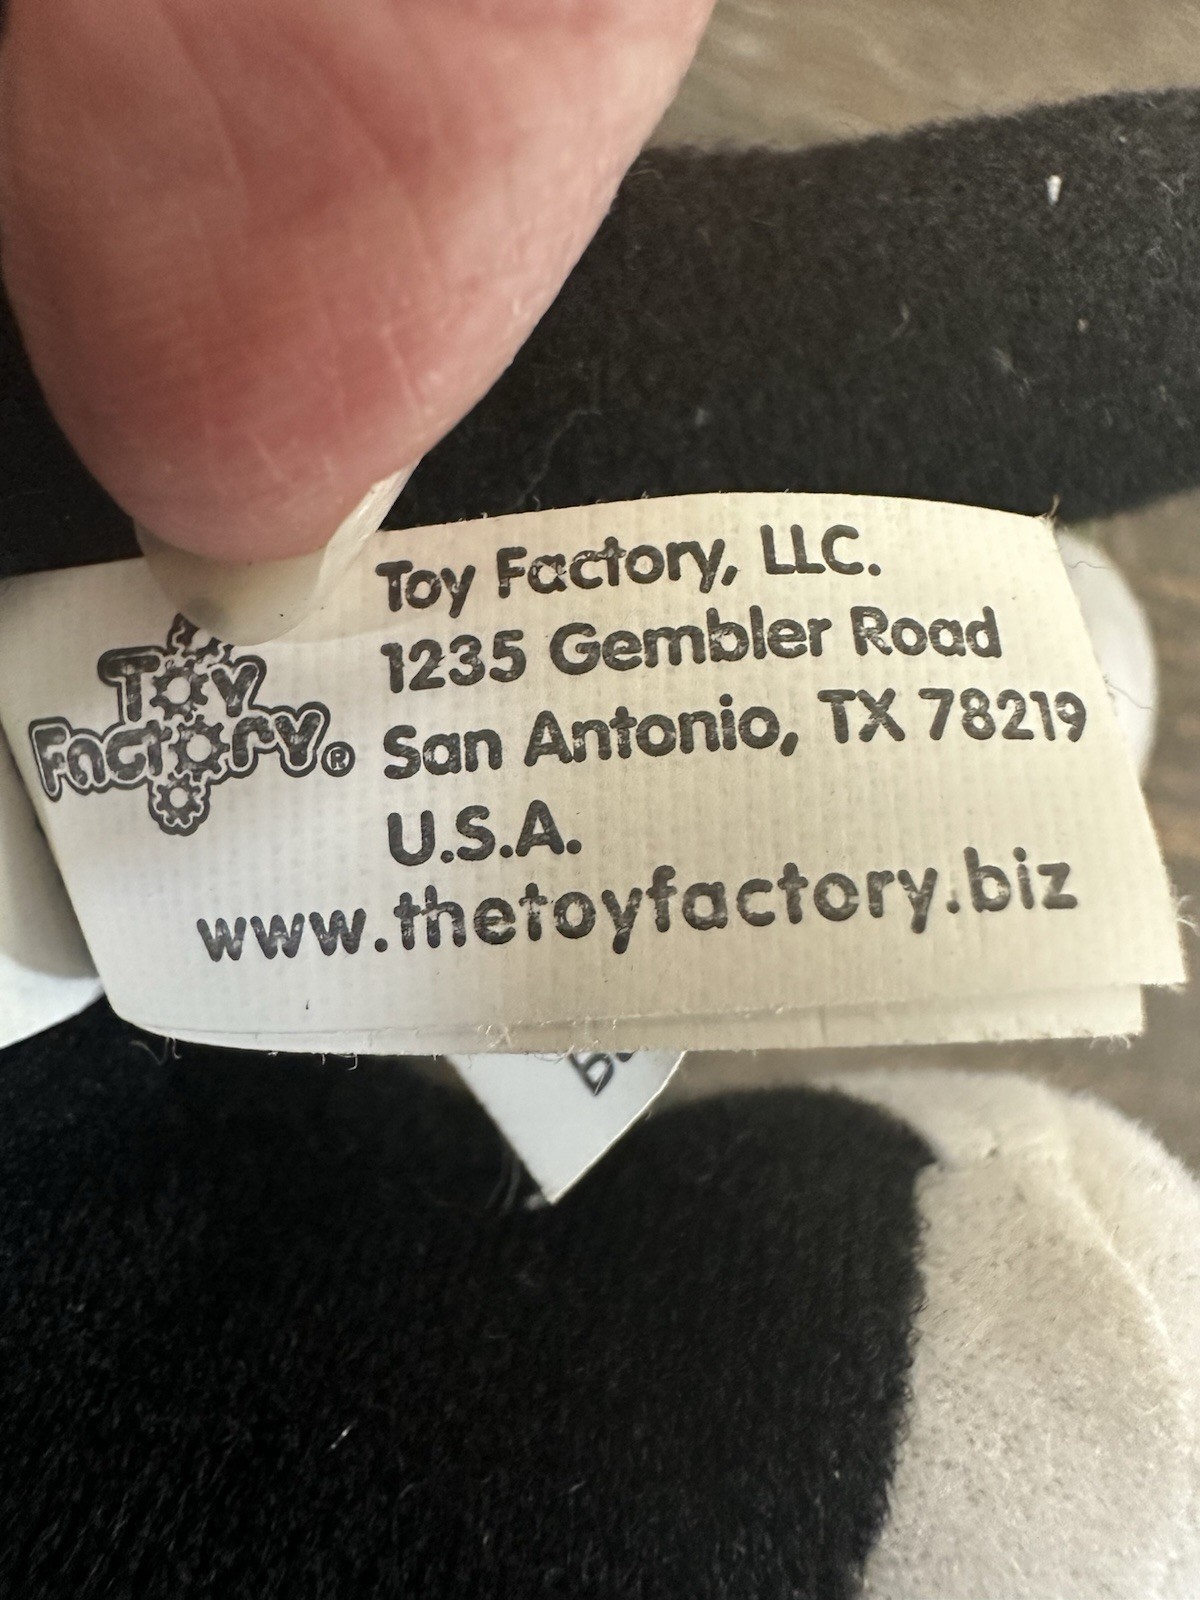 Toy
Factory®
Toy Factory, LLC.
1235 Gembler Road
San Antonio, TX 78219
U.S.A.
www.thetoyfactory.biz